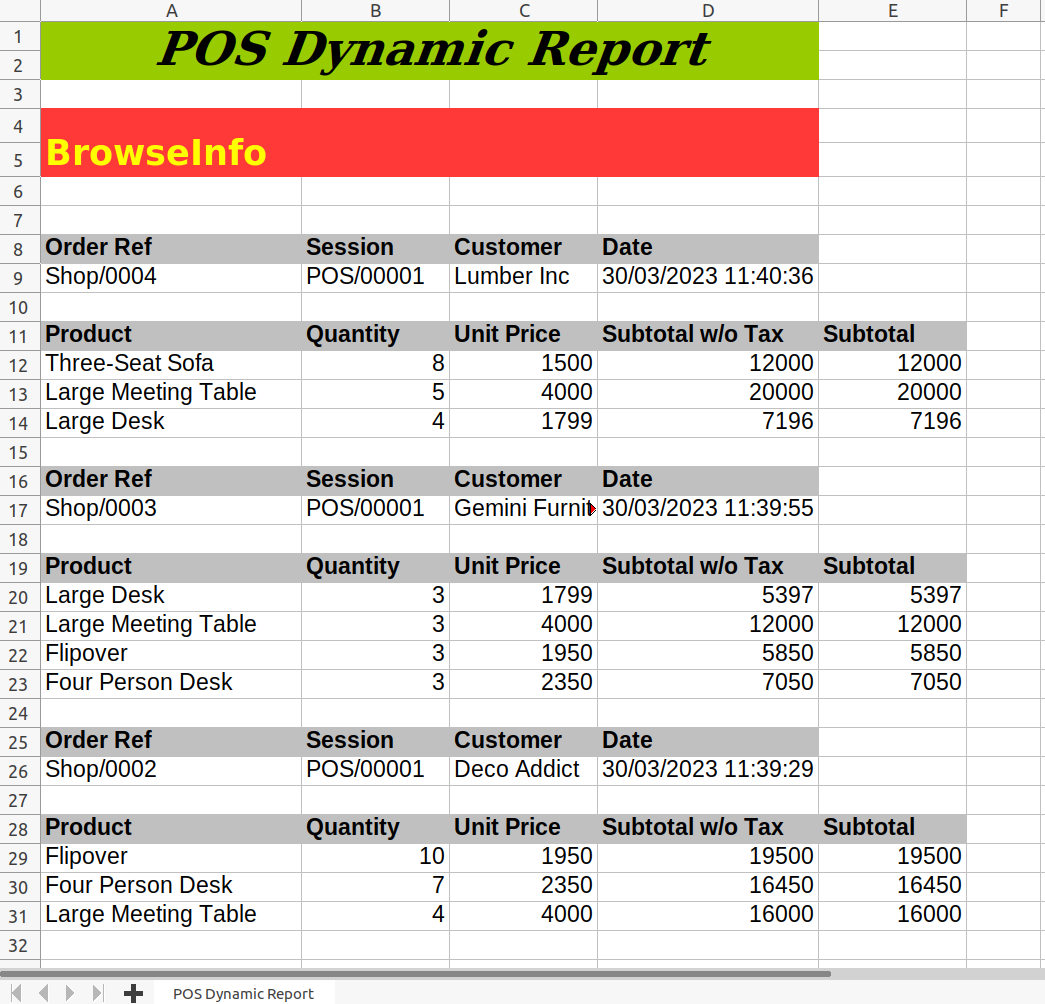 A B C D E F
1 POS Dynamic Report
2
3
4
5 BrowseInfo
6
7
8 Order Ref Session Customer Date
9 Shop/0004 POS/00001 Lumber Inc 30/03/2023 11:40:36
10
11 Product Quantity Unit Price Subtotal w/o Tax Subtotal
12 Three-Seat Sofa 8 1500 12000 12000
13 Large Meeting Table 5 4000 20000 20000
14 Large Desk 4 1799 7196 7196
15
16 Order Ref Session Customer Date
17 Shop/0003 POS/00001 Gemini Furnit 30/03/2023 11:39:55
18
19 Product Quantity Unit Price Subtotal w/o Tax Subtotal
20 Large Desk 3 1799 5397 5397
21 Large Meeting Table 3 4000 12000 12000
22 Flipover 3 1950 5850 5850
23 Four Person Desk 3 2350 7050 7050
24
25 Order Ref Session Customer Date
26 Shop/0002 POS/00001 Deco Addict 30/03/2023 11:39:29
27
28 Product Quantity Unit Price Subtotal w/o Tax Subtotal
29 Flipover 10 1950 19500 19500
30 Four Person Desk 7 2350 16450 16450
31 Large Meeting Table 4 4000 16000 16000
32
POS Dynamic Report